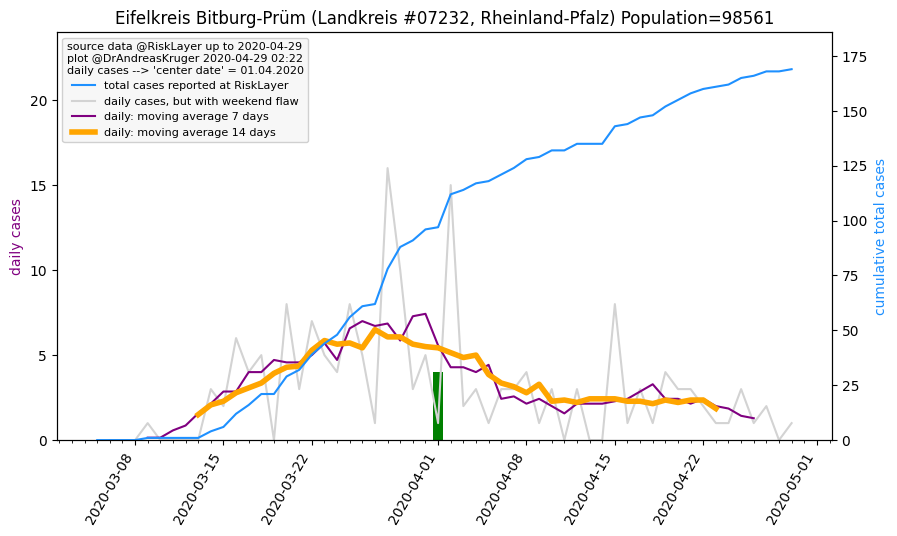 Eifelkreis Bitburg-Prüm (Landkreis #07232, Rheinland-Pfalz) Population=98561
source data @RiskLayer up to 2020-04-29
plot @DrAndreasKruger 2020-04-29 02:22
daily cases --> 'center date' = 01.04.2020
total cases reported at RiskLayer
daily cases, but with weekend flaw
daily: moving average 7 days
daily: moving average 14 days
daily cases
20
15
10
5
0
cumulative total cases
175
150
125
100
75
50
25
0
2020-03-08
2020-03-15
2020-03-22
2020-04-01
2020-04-08
2020-04-15
2020-04-22
2020-05-01